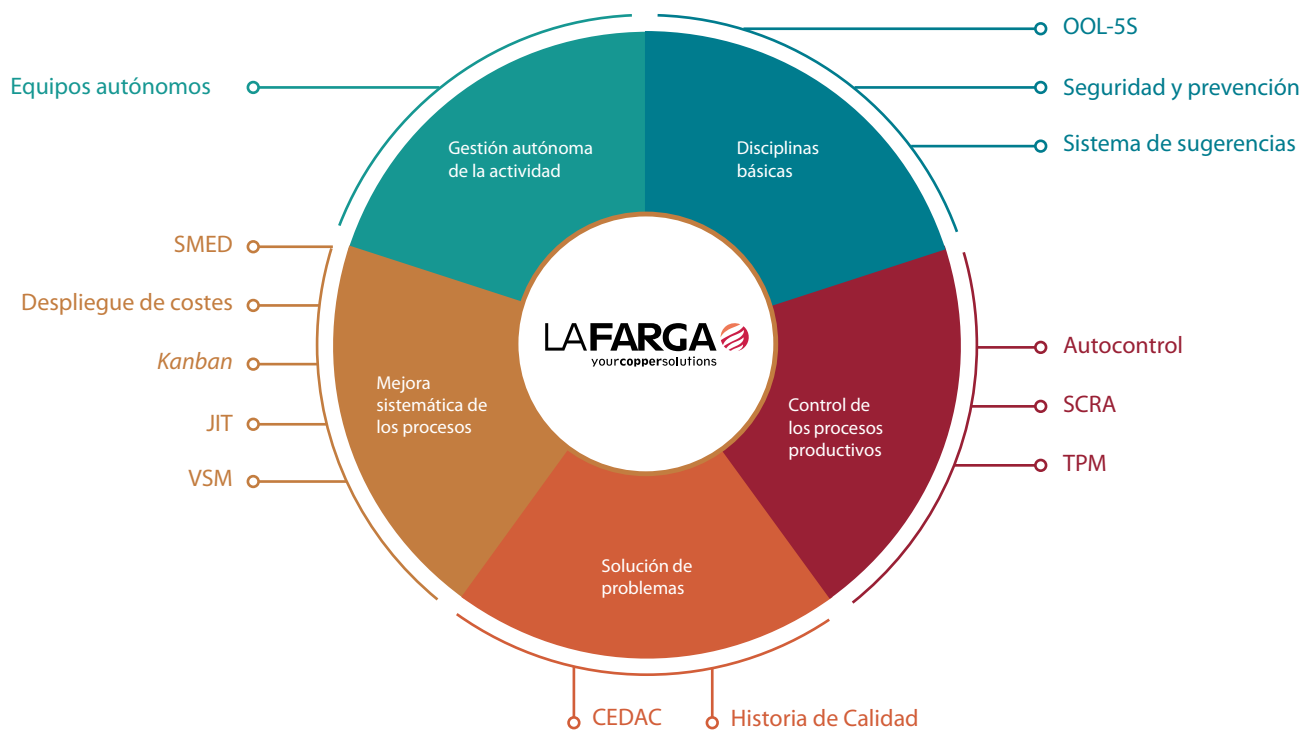 OOL-5S
Seguridad y prevención
Sistema de sugerencias
Disciplinas
básicas
Autocontrol
SCRA
TPM
Control de
los procesos
productivos
Solución de
problemas
CEDAC
Historia de Calidad
Mejora
sistemática de
los procesos
SMED
Despliegue de costes
Kanban
JIT
VSM
Gestión autónoma
de la actividad
Equipos autónomos
LAFARGA
yourcoppersolutions